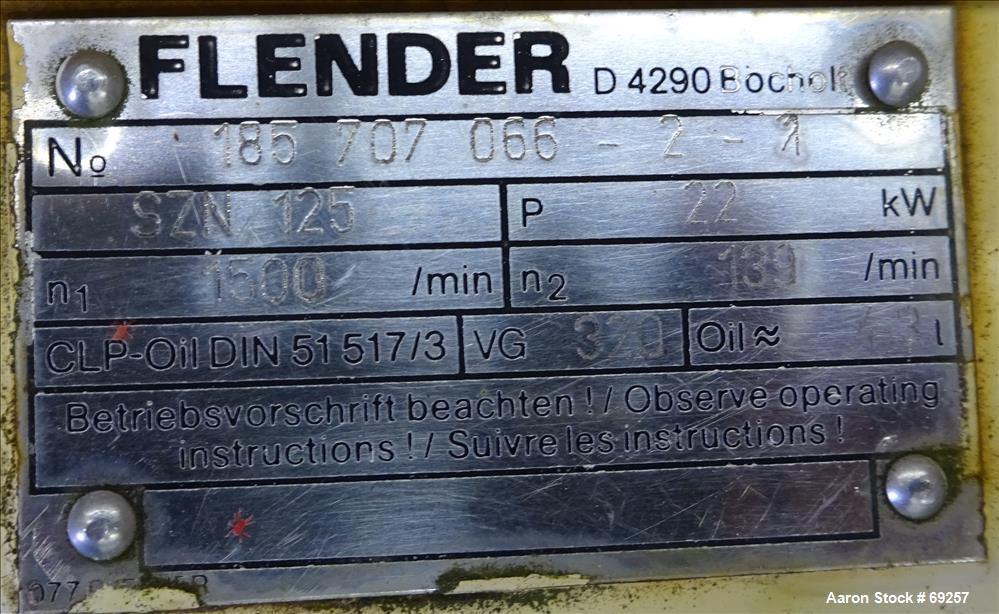 FLENDER D 4290 Bocholt
No 185 707 066 - 2 - 1
SZN 125 P 22 kW
n1 1500 /min n2 139 /min
CLP-Oil DIN 51 517/3 VG 320 Oil ≈ l
Betriebsvorschrift beachten ! / Observe operating
instructions ! / Suivre les instructions !
077
Aaron Stock # 69257